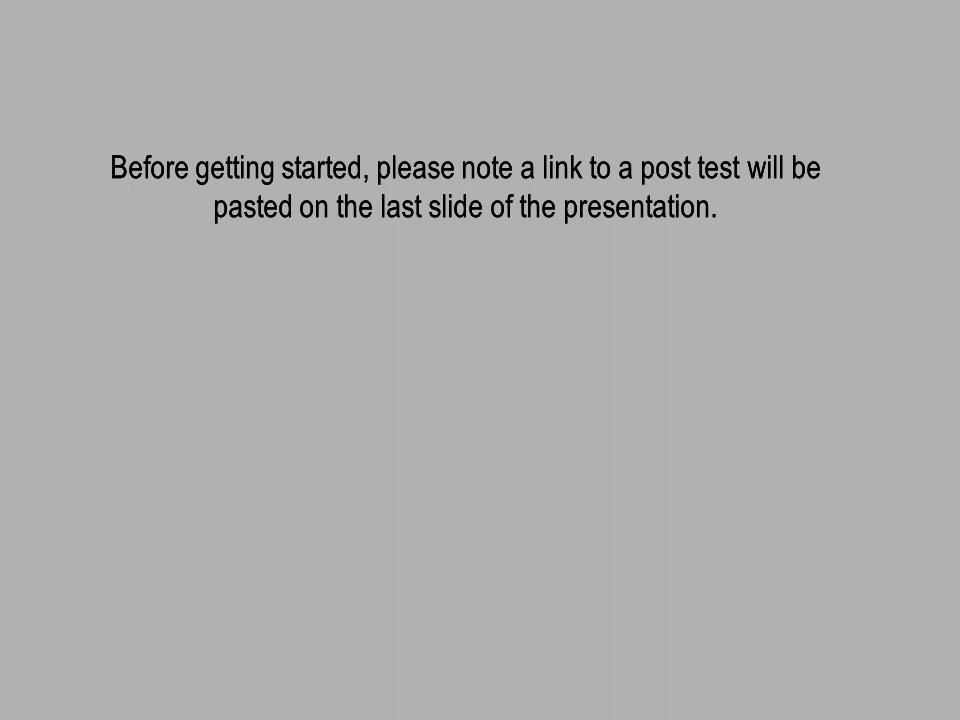 Before getting started, please note a link to a post test will be
pasted on the last slide of the presentation.